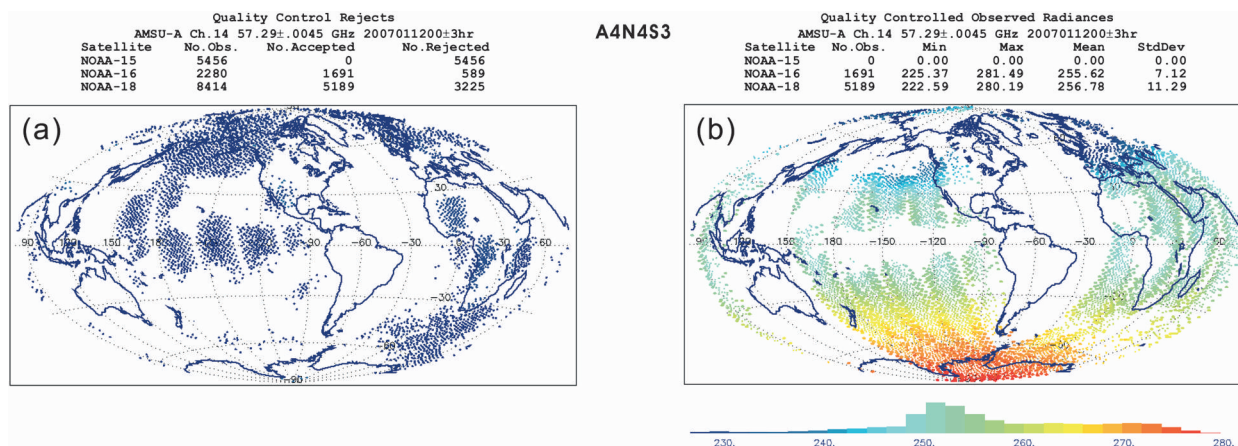 Quality Control Rejects
AMSU-A Ch.14 57.29±.0045 GHz 2007011200±3hr
Satellite No.Obs. No.Accepted No.Rejected
NOAA-15 5456 0 5456
NOAA-16 2280 1691 589
NOAA-18 8414 5189 3225
A4N4S3
Quality Controlled Observed Radiances
AMSU-A Ch.14 57.29±.0045 GHz 2007011200±3hr
Satellite No.Obs. Min Max Mean StdDev
NOAA-15 0 0.00 0.00 0.00 0.00
NOAA-16 1691 225.37 281.49 255.62 7.12
NOAA-18 5189 222.59 280.19 256.78 11.29
(a)
30
90 120 150 180 -150 -120 -90 -60 0 30 60
-30
-60
-90
(b)
30
90 120 150 180 -150 -120 -90 -60 0 30 60
-30
-60
-90
230. 240. 250. 260. 270. 280.